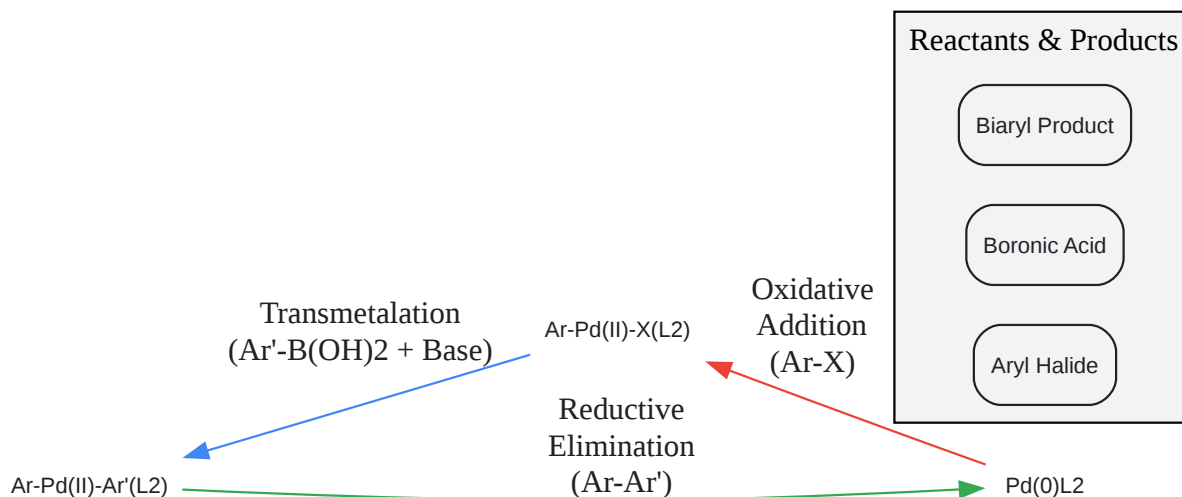 Reactants & Products
Biaryl Product
Boronic Acid
Aryl Halide
Oxidative
Addition
(Ar-X)
Transmetalation
(Ar'-B(OH)2 + Base)
Ar-Pd(II)-X(L2)
Reductive
Elimination
(Ar-Ar')
Ar-Pd(II)-Ar'(L2)
Pd(0)L2